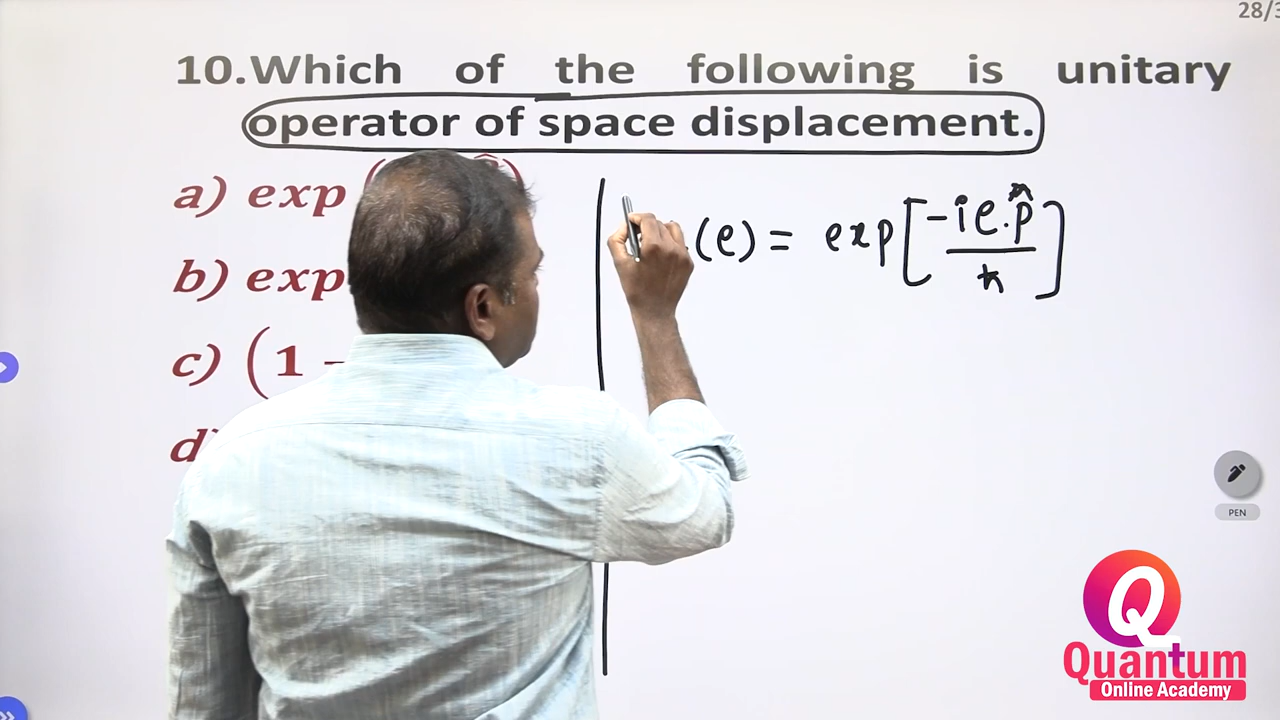 28/3
10.Which of the following is unitary
operator of space displacement.
a) exp
b) exp
c) (1 –
d)
(e) = exp[-ie.p̂/ħ]
PEN
Q
Quantum
Online Academy